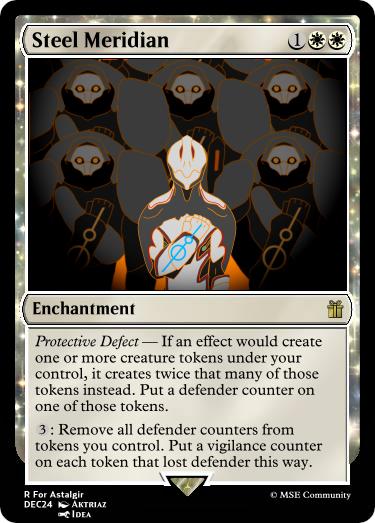 Steel Meridian 1
Enchantment
Protective Defect — If an effect would create
one or more creature tokens under your
control, it creates twice that many of those
tokens instead. Put a defender counter on
one of those tokens.
3 : Remove all defender counters from
tokens you control. Put a vigilance counter
on each token that lost defender this way.
R For Astalgir
DEC24 Aktriaz
Idea
© MSE Community